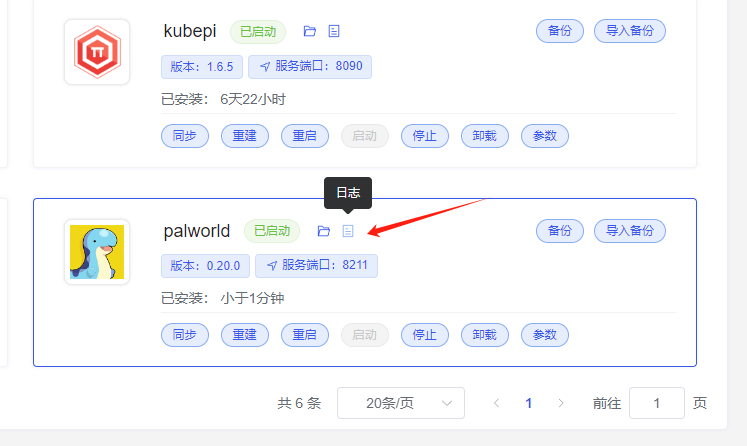 kubepi 已启动 备份 导入备份
版本：1.6.5 服务端口：8090
已安装： 6天22小时
同步 重建 重启 启动 停止 卸载 参数
日志
palworld 已启动 备份 导入备份
版本：0.20.0 服务端口：8211
已安装： 小于1分钟
同步 重建 重启 启动 停止 卸载 参数
共 6 条 20条/页 1 前往 1 页